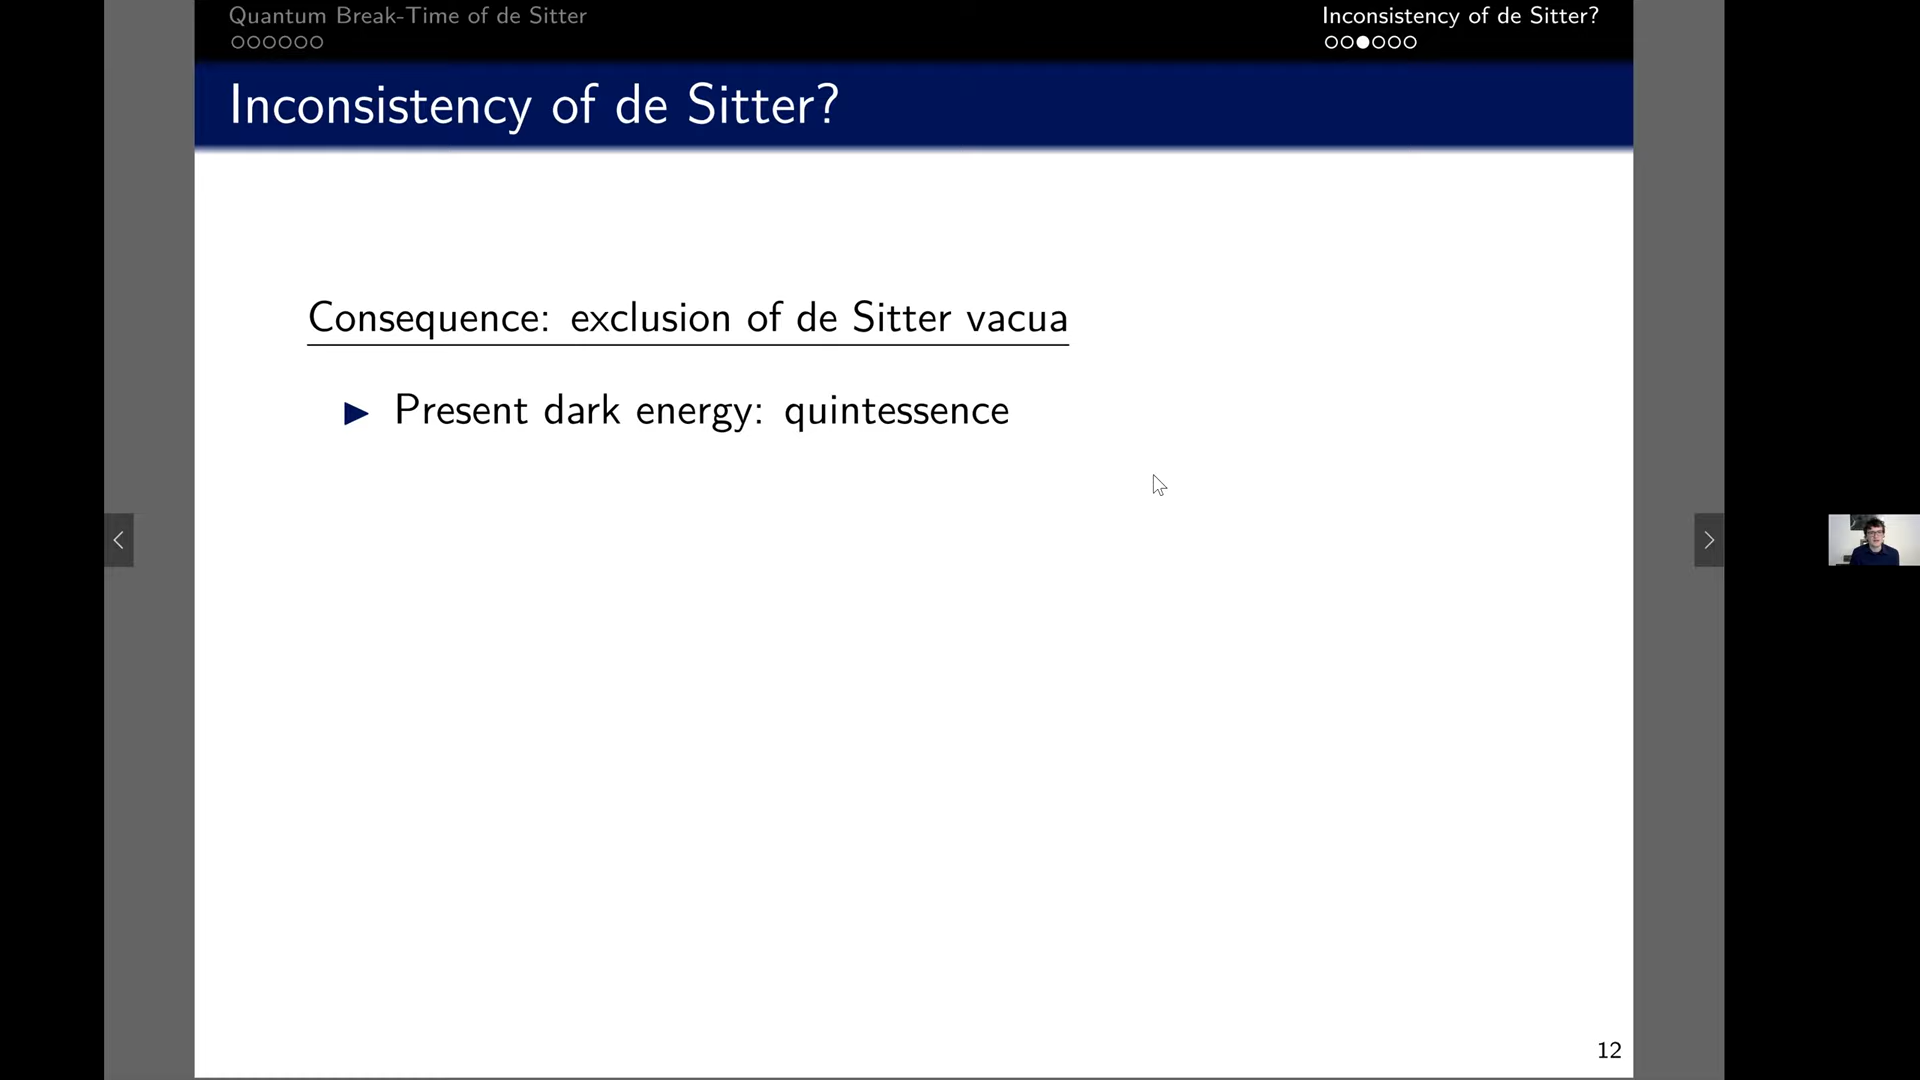 Quantum Break-Time of de Sitter
Inconsistency of de Sitter?
Inconsistency of de Sitter?
Consequence: exclusion of de Sitter vacua
Present dark energy: quintessence
12